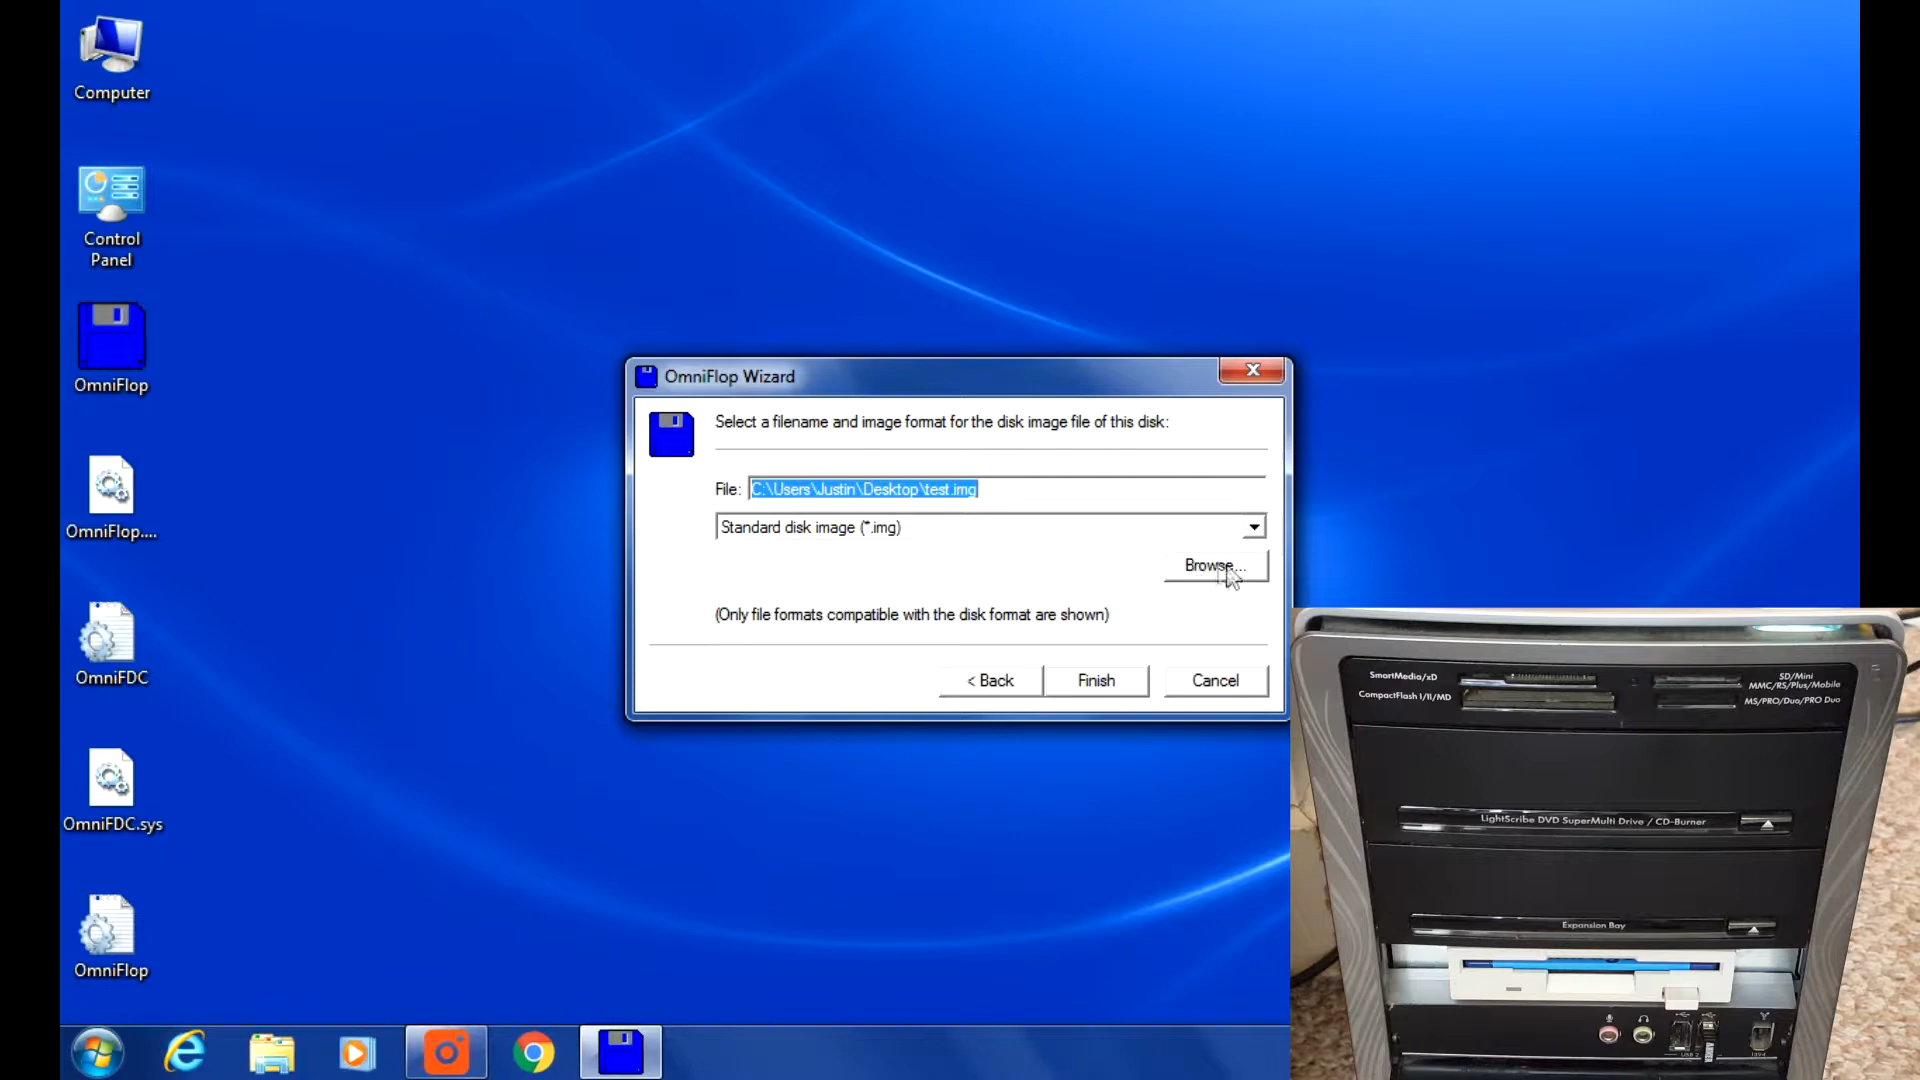 Computer
Control
Panel
OmniFlop
OmniFlop....
OmniFDC
OmniFDC.sys
OmniFlop
OmniFlop Wizard
Select a filename and image format for the disk image file of this disk:
File: C:\Users\Justin\Desktop\test.img
Standard disk image (*.img)
Browse...
(Only file formats compatible with the disk format are shown)
< Back
Finish
Cancel
SmartMedia/xD
CompactFlash I/II/MD
SD/Mini
MMC/RS/Plus/Mobile
MS/PRO/Duo/PRO Duo
LightScribe DVD SuperMulti Drive / CD-Burner
Expansion Bay
USB 2
1394